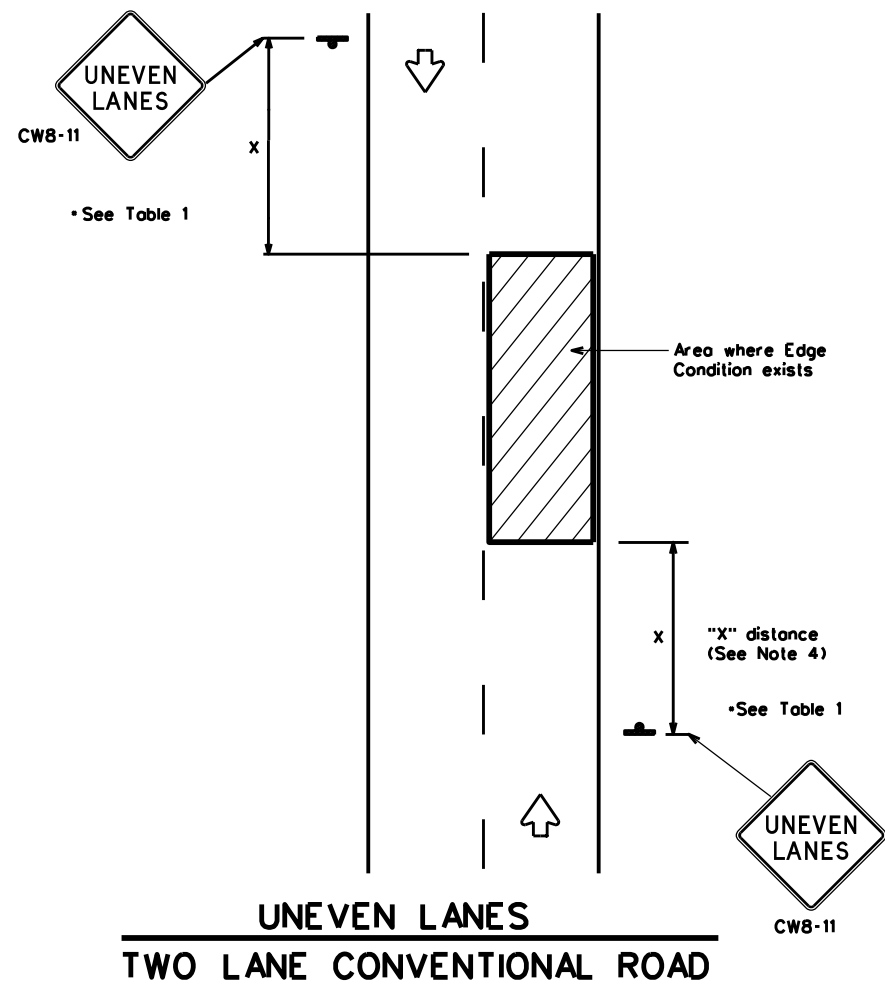 UNEVEN
LANES
CW8-11
X
•See Table 1
Area where Edge
Condition exists
X
"X" distance
(See Note 4)
•See Table 1
UNEVEN
LANES
CW8-11
UNEVEN LANES
TWO LANE CONVENTIONAL ROAD